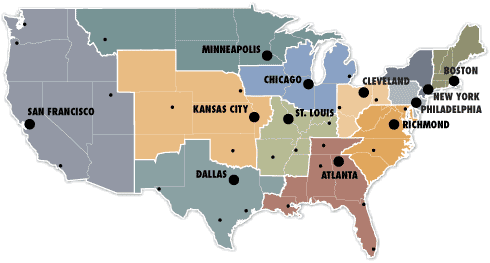 MINNEAPOLIS
BOSTON
CHICAGO
CLEVELAND
NEW YORK
SAN FRANCISCO
KANSAS CITY
ST. LOUIS
PHILADELPHIA
RICHMOND
DALLAS
ATLANTA